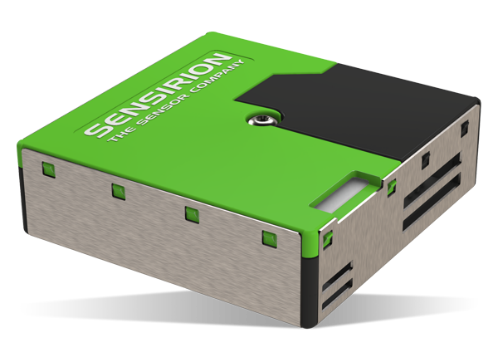 SENSIRION
THE SENSOR COMPANY